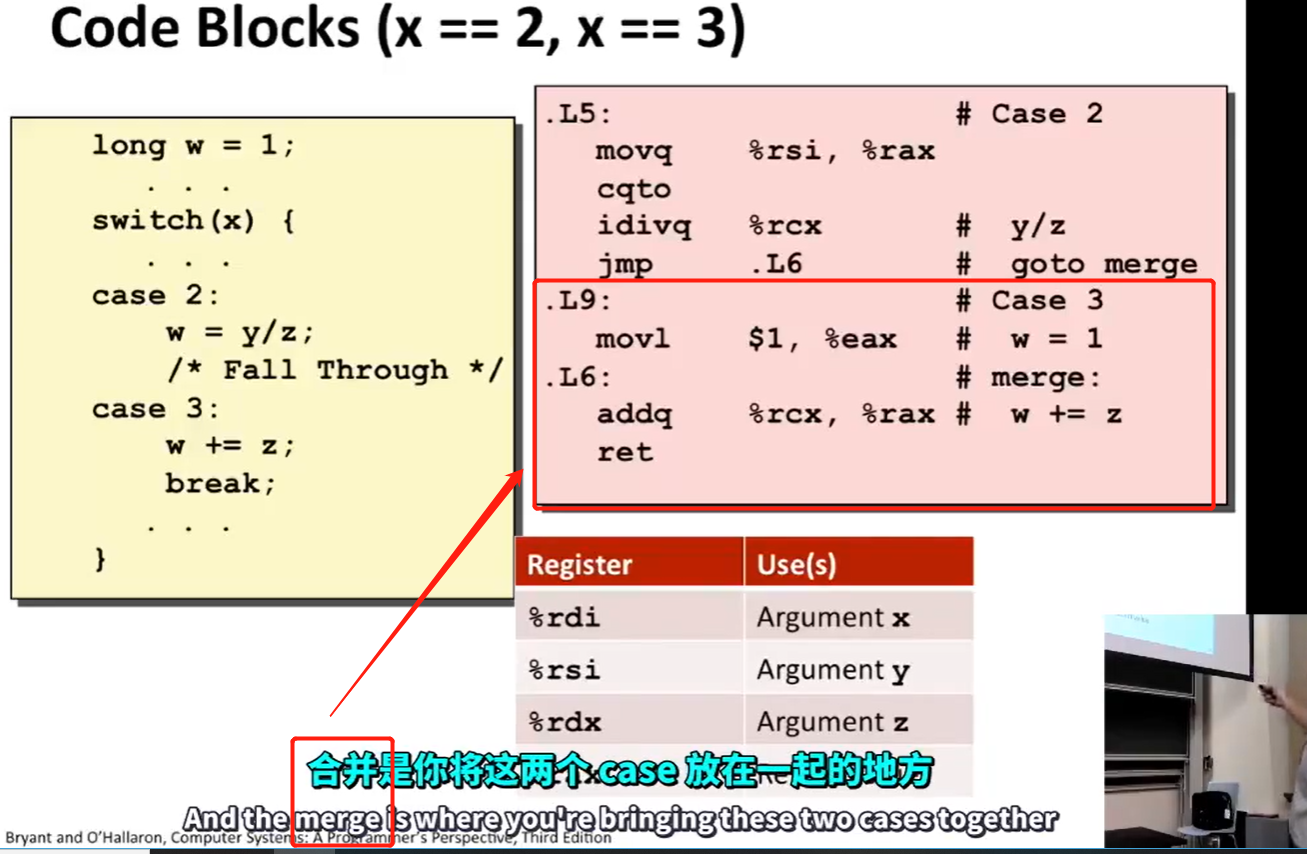 Code Blocks (x == 2, x == 3)
long w = 1;
. . .
switch(x) {
. . .
case 2:
w = y/z;
/* Fall Through */
case 3:
w += z;
break;
. . .
}
.L5: # Case 2
movq %rsi, %rax
cqto
idivq %rcx # y/z
jmp .L6 # goto merge
.L9: # Case 3
movl $1, %eax # w = 1
.L6: # merge:
addq %rcx, %rax # w += z
ret
Register Use(s)
%rdi Argument x
%rsi Argument y
%rdx Argument z
合并是你将这两个 case 放在一起的地方
And the merge is where you're bringing these two cases together
Bryant and O'Hallaron, Computer Systems: A Programmer's Perspective, Third Edition